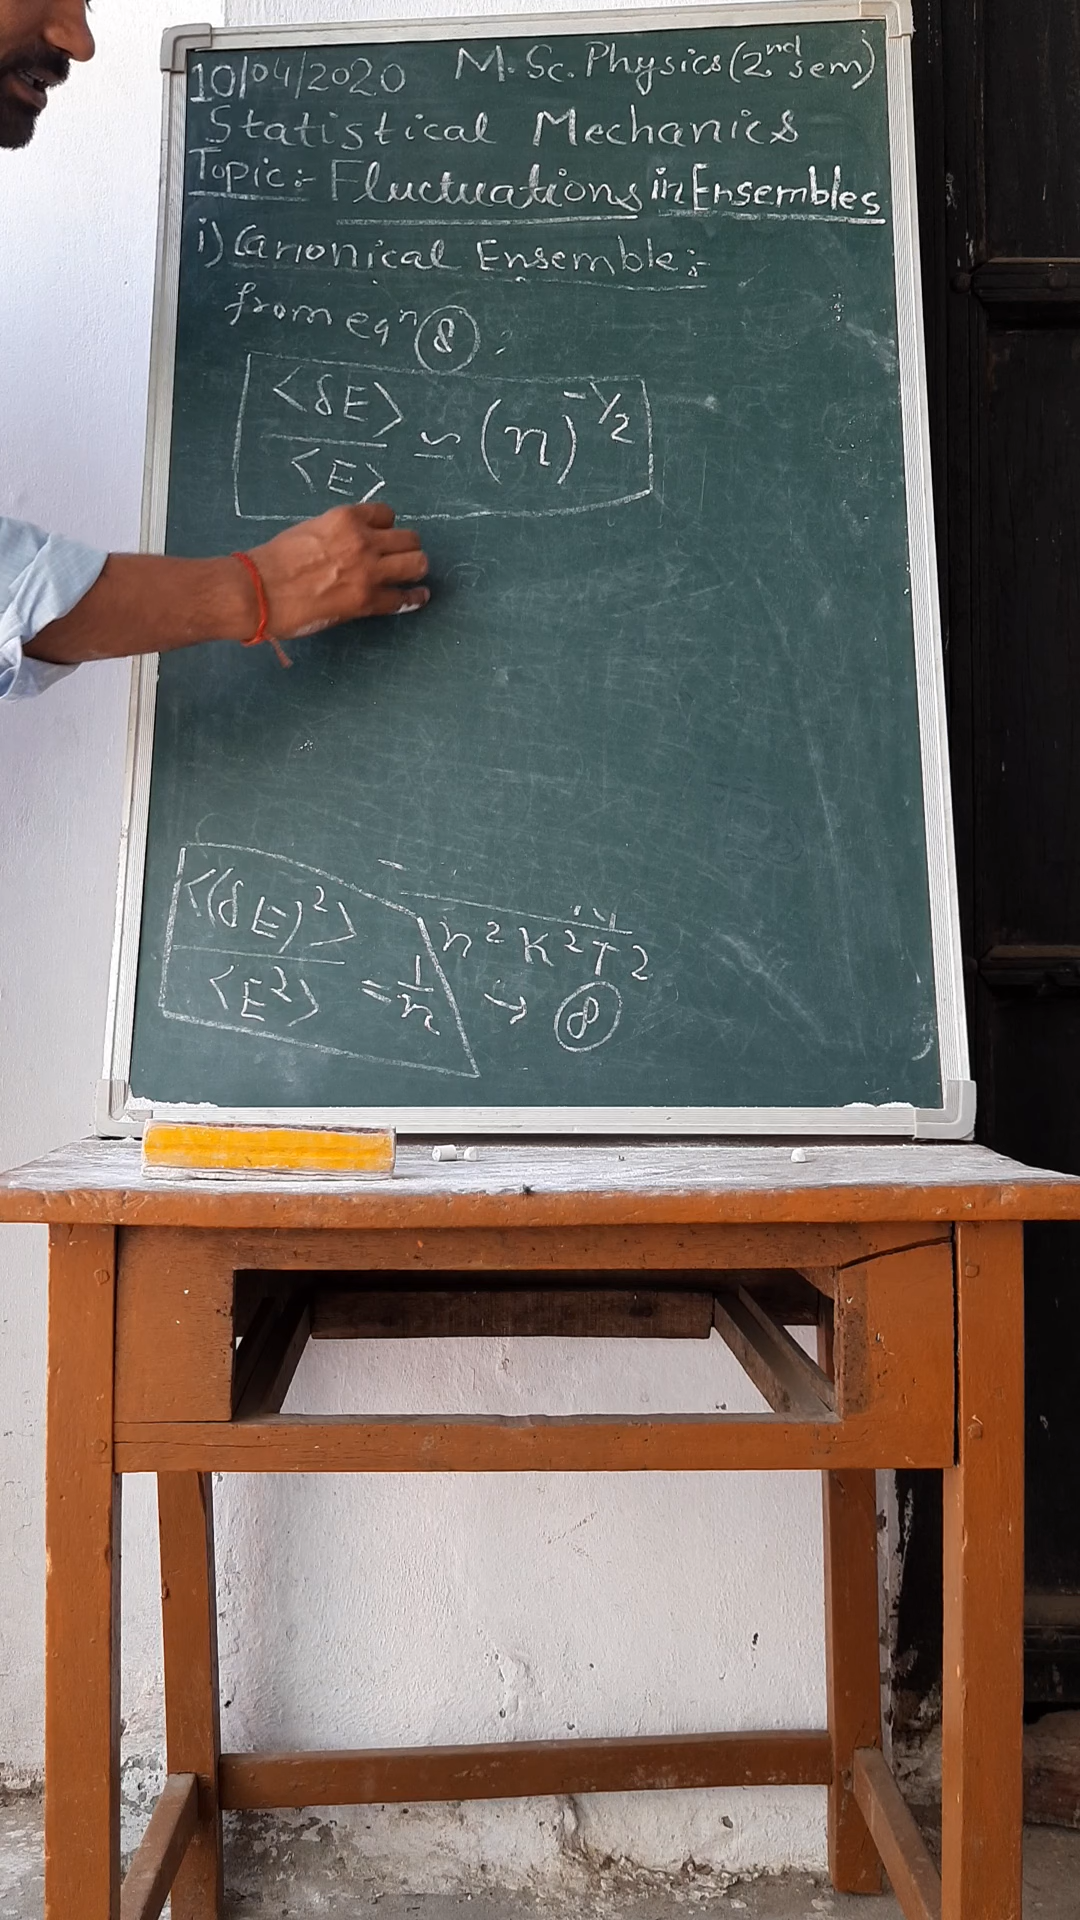 10/04/2020 M.Sc. Physics (2nd sem)
Statistical Mechanics
Topic:- Fluctuations in Ensembles
i) Canonical Ensemble:-
from eqⁿ ⑧,
<δE> / <E> ≃ (n)^-1/2
n²K²T²
<(δE)²> / <E²> = 1/n → ⑧